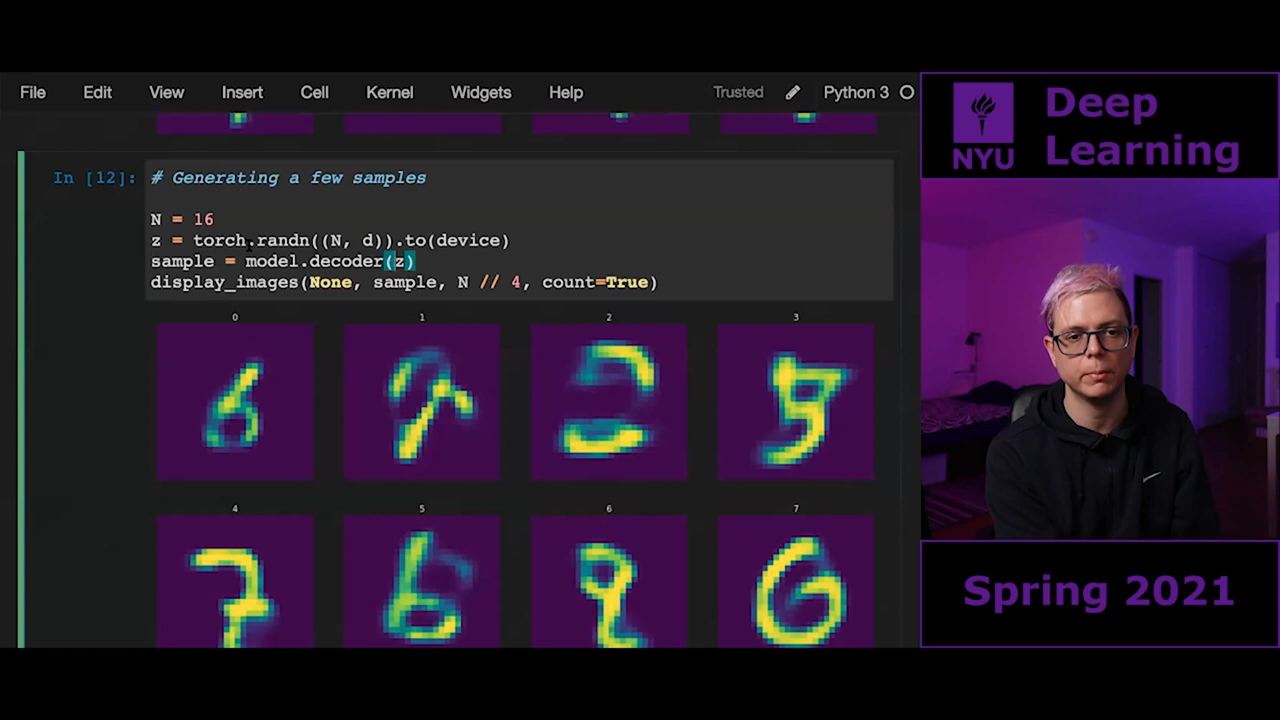 File Edit View Insert Cell Kernel Widgets Help Trusted Python 3
In [12]:
# Generating a few samples
N = 16
z = torch.randn((N, d)).to(device)
sample = model.decoder(z)
display_images(None, sample, N // 4, count=True)
0 1 2 3
4 5 6 7
NYU
Deep
Learning
Spring 2021